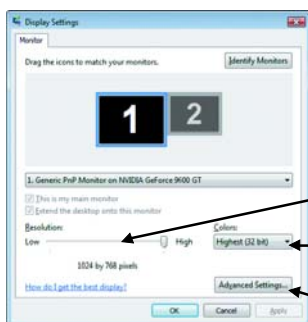 Display Settings
Monitor
Drag the icons to match your monitors.
Identify Monitors
1
2
1. Generic PnP Monitor on NVIDIA GeForce 9600 GT
This is my main monitor
Extend the desktop onto this monitor
Resolution:
Colors:
Low
High
Highest (32 bit)
1024 by 768 pixels
How do I get the best display?
Advanced Settings...
OK
Cancel
Apply